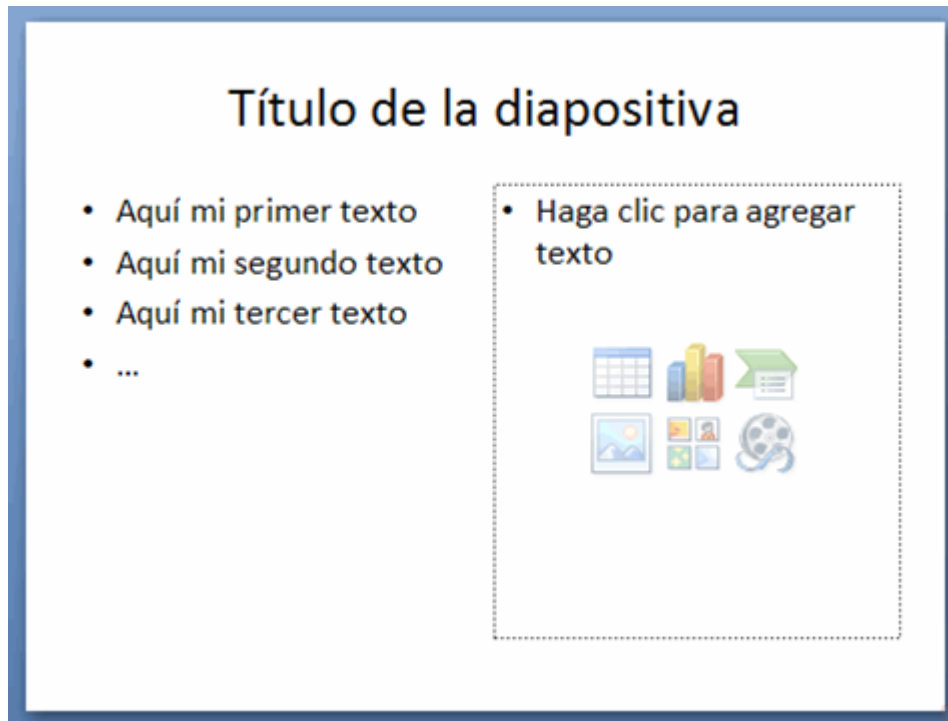 Título de la diapositiva
• Aquí mi primer texto
• Aquí mi segundo texto
• Aquí mi tercer texto
• ...
• Haga clic para agregar
texto